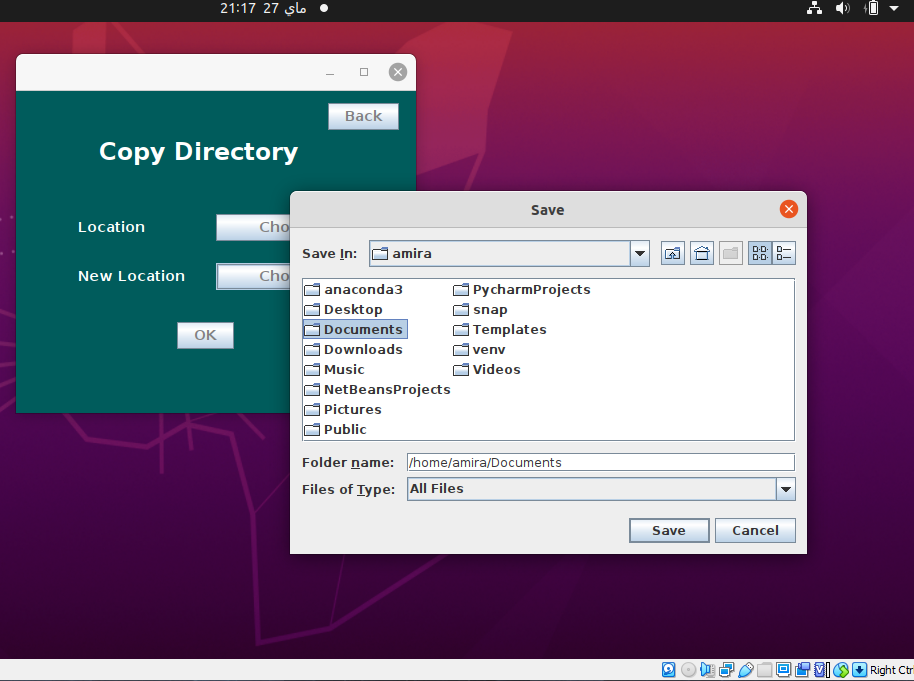 21:17 27 ماي
Back
Copy Directory
Location
Cho
New Location
Cho
OK
Save
Save In:
amira
anaconda3
Desktop
Documents
Downloads
Music
NetBeansProjects
Pictures
Public
PycharmProjects
snap
Templates
venv
Videos
Folder name:
/home/amira/Documents
Files of Type:
All Files
Save
Cancel
Right Ctr